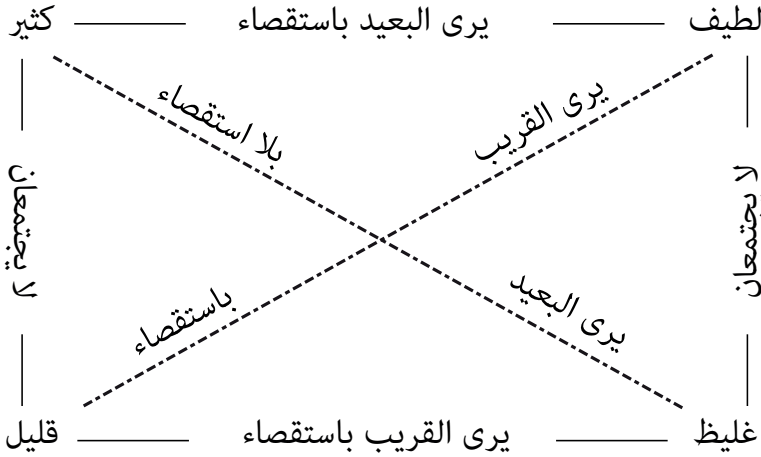 لطيف يرى البعيد باستقصاء كثير
يرى القريب باستقصاء
بلا استقصاء يرى البعيد
لا يجتمعان
لا يجتمعان
غليظ يرى القريب باستقصاء قليل